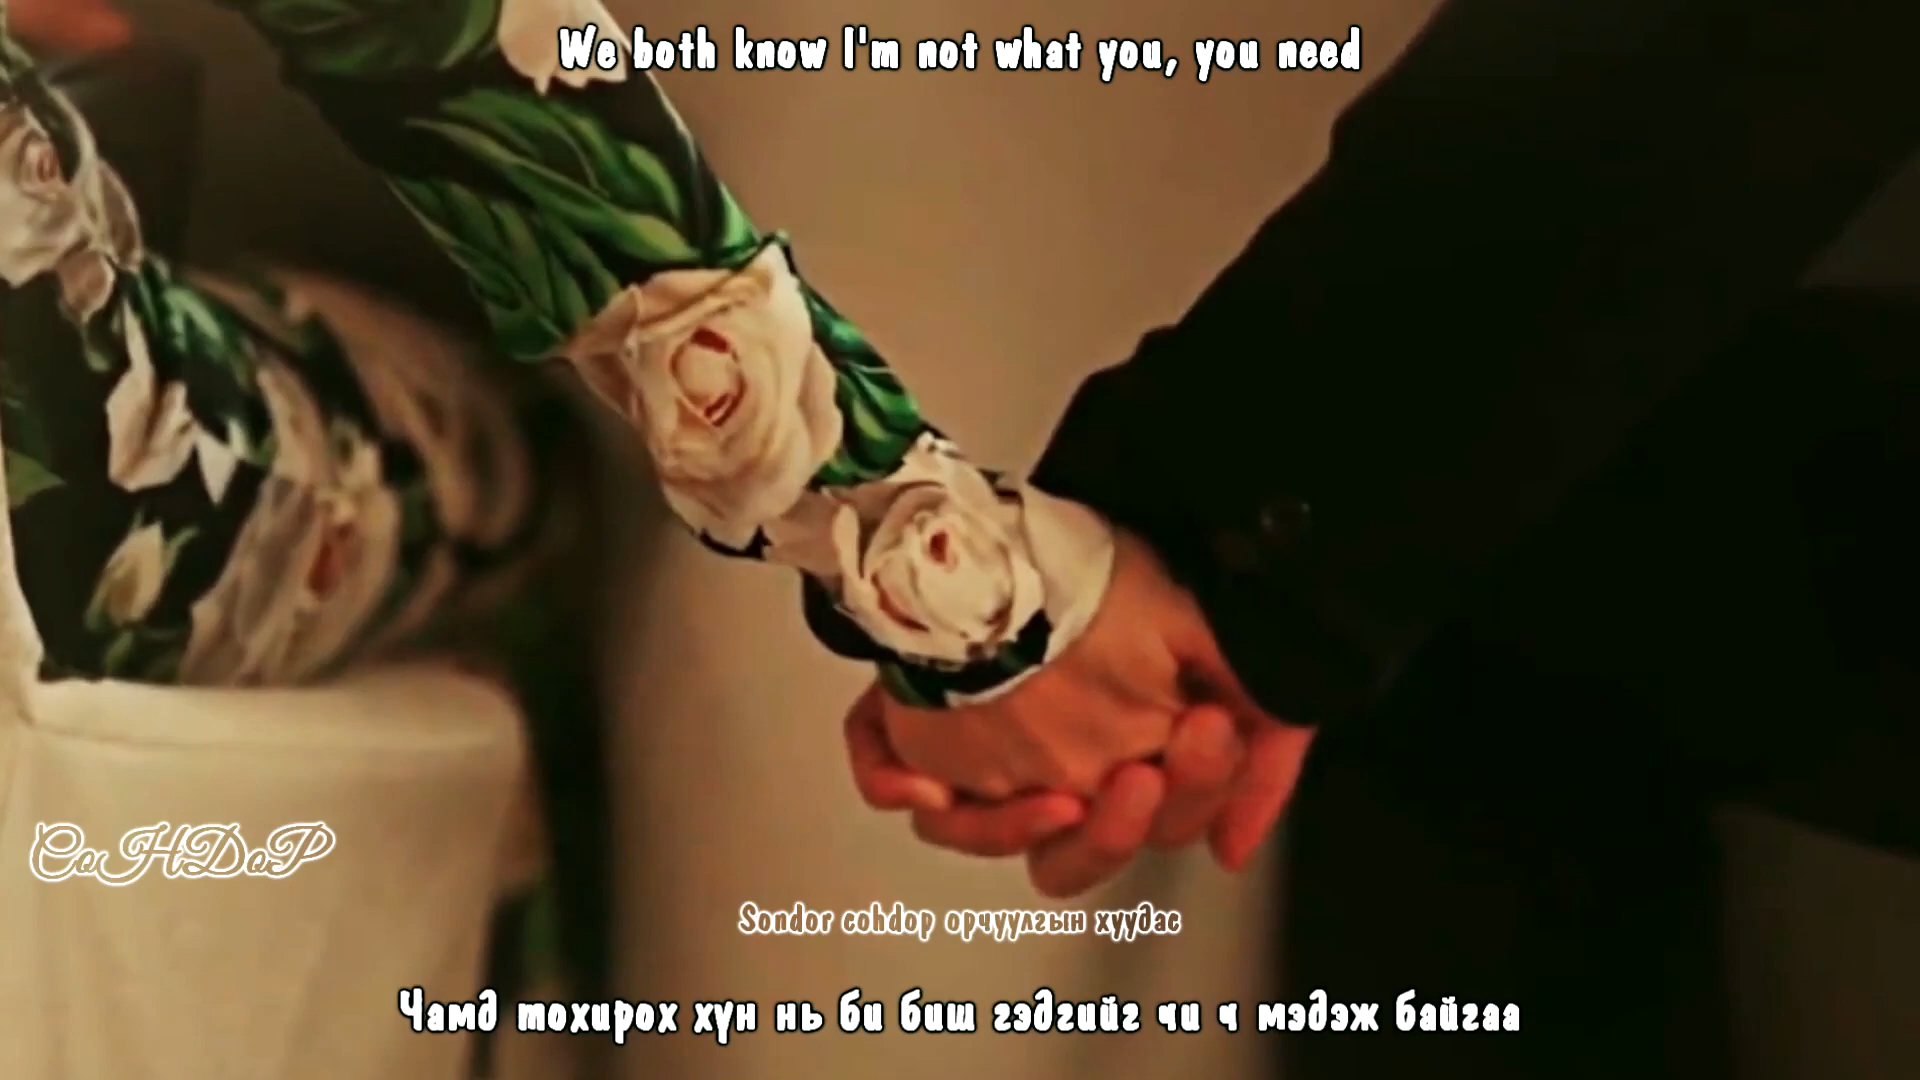 We both know I'm not what you, you need
CoHDoP
Sondor cohdop орчуулгын хуудас
Чамд тохирох хүн нь би биш гэдгийг чи ч мэдэж байгаа